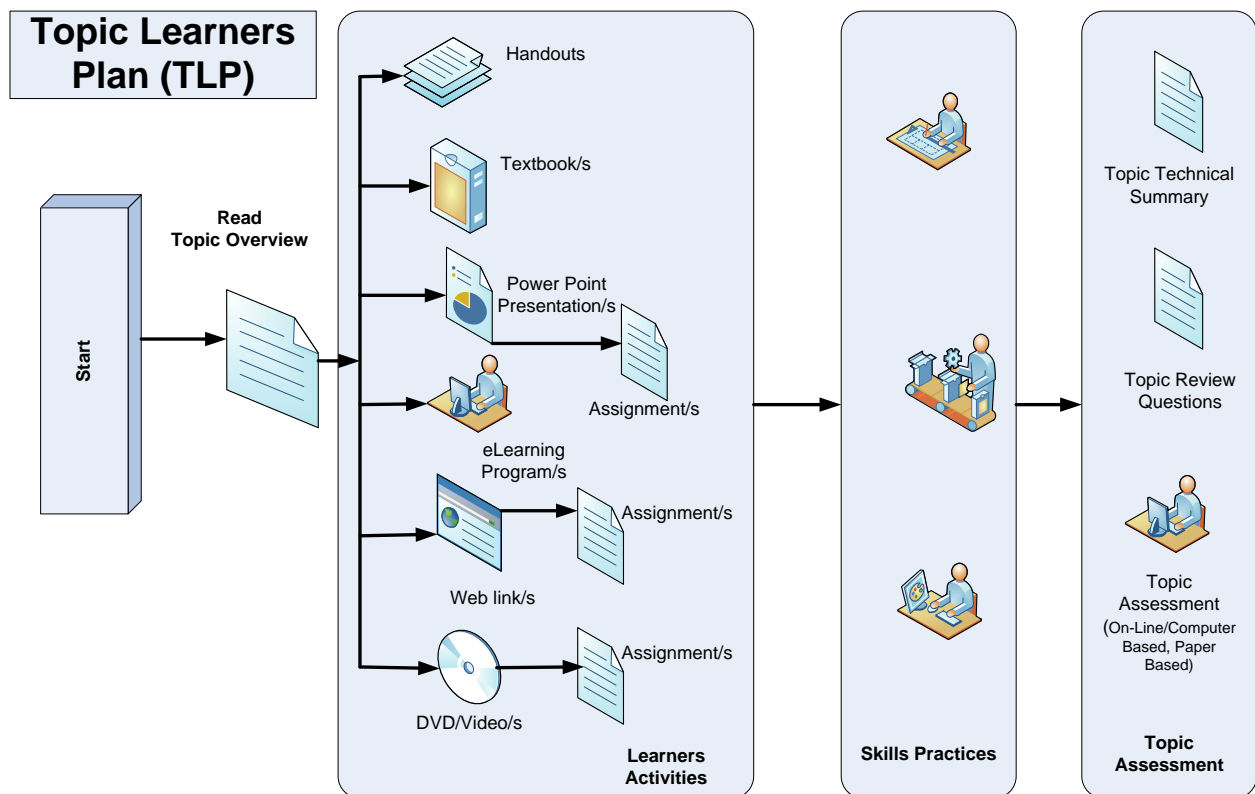 Topic Learners
Plan (TLP)
Start
Read
Topic Overview
Handouts
Textbook/s
Power Point
Presentation/s
Assignment/s
eLearning
Program/s
Assignment/s
Web link/s
Assignment/s
DVD/Video/s
Learners
Activities
Skills Practices
Topic Technical
Summary
Topic Review
Questions
Topic
Assessment
(On-Line/Computer
Based, Paper
Based)
Topic
Assessment